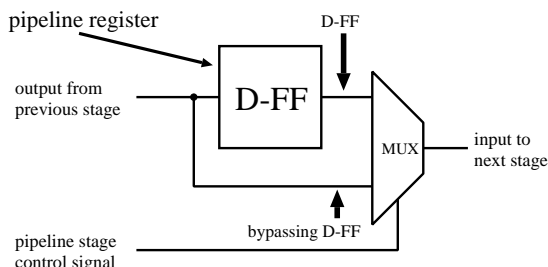 pipeline register
D-FF
output from
previous stage
D-FF
MUX
input to
next stage
bypassing D-FF
pipeline stage
control signal